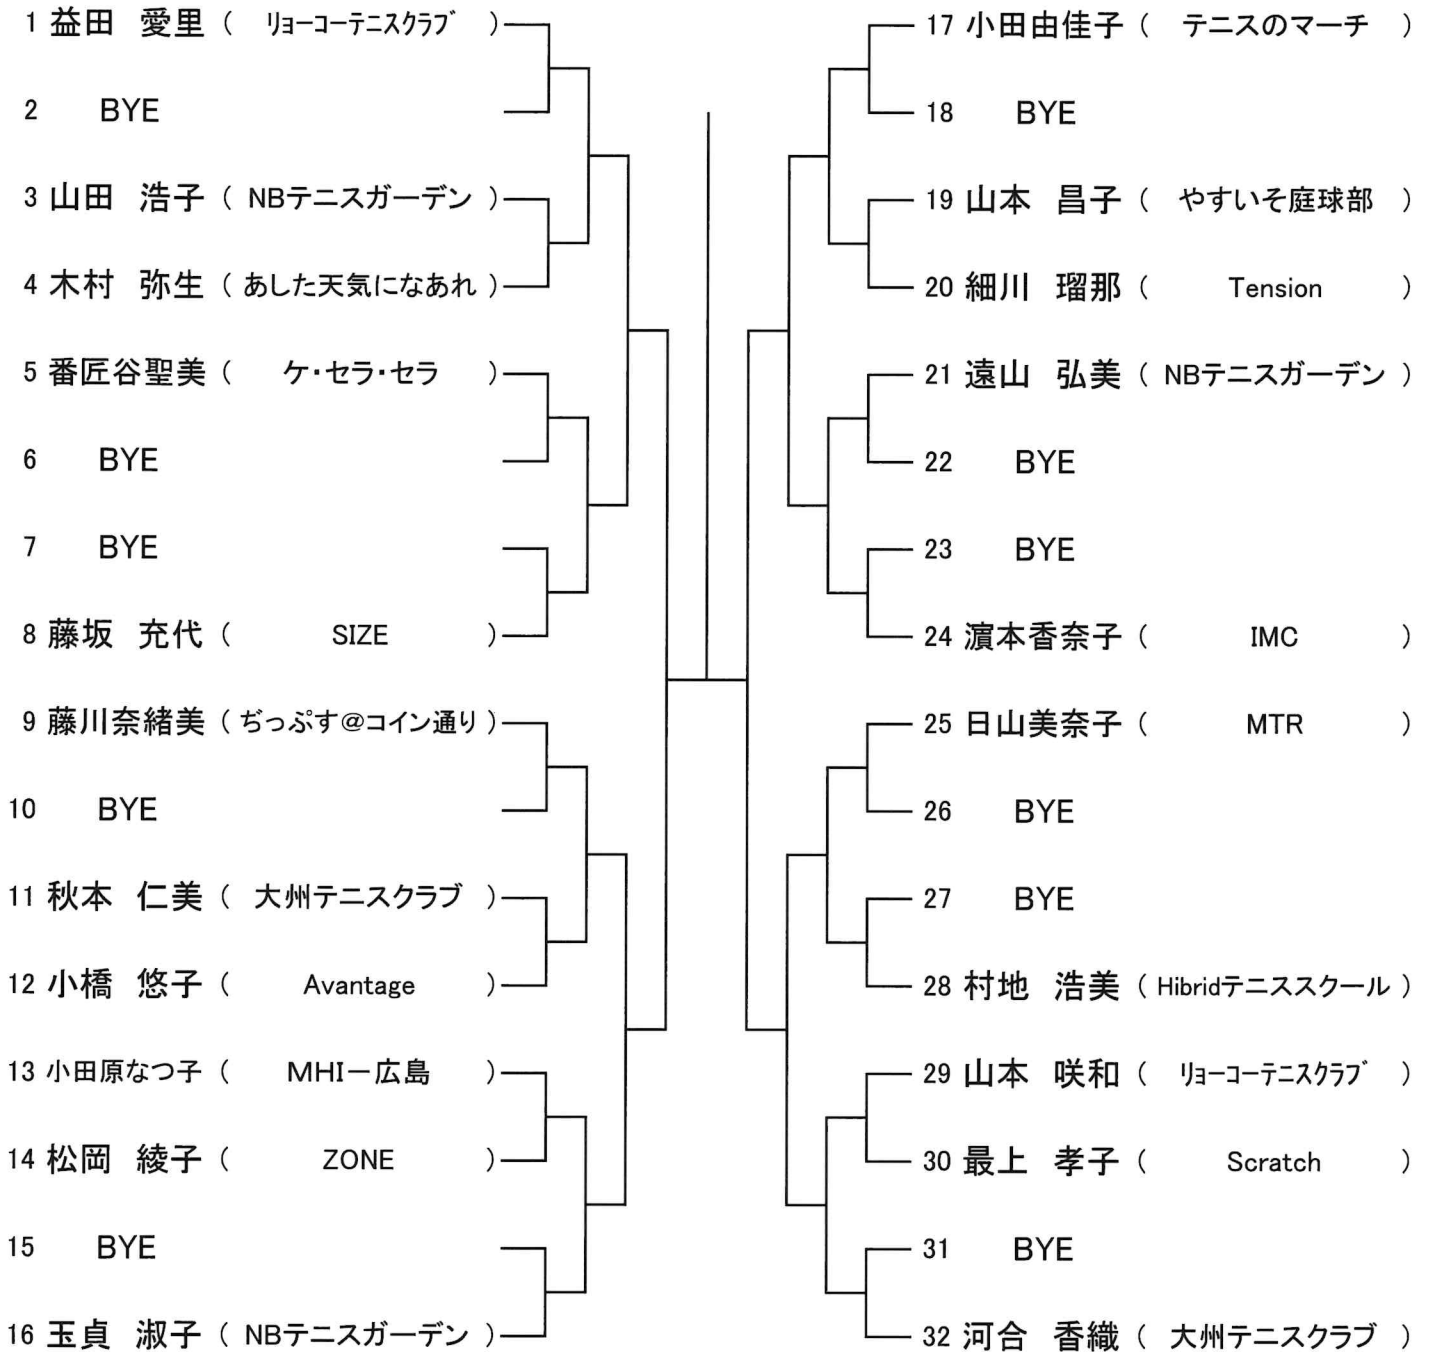 1 益田 愛里 ( リョーコーテニスクラブ )
2 BYE
3 山田 浩子 ( NBテニスガーデン )
4 木村 弥生 ( あした天気になあれ )
5 番匠谷聖美 ( ケ・セラ・セラ )
6 BYE
7 BYE
8 藤坂 充代 ( SIZE )
9 藤川奈緒美 ( ぢっぷす@コイン通り )
10 BYE
11 秋本 仁美 ( 大州テニスクラブ )
12 小橋 悠子 ( Avantage )
13 小田原なつ子 ( MHI－広島 )
14 松岡 綾子 ( ZONE )
15 BYE
16 玉貞 淑子 ( NBテニスガーデン )
17 小田由佳子 ( テニスのマーチ )
18 BYE
19 山本 昌子 ( やすいそ庭球部 )
20 細川 瑠那 ( Tension )
21 遠山 弘美 ( NBテニスガーデン )
22 BYE
23 BYE
24 濵本香奈子 ( IMC )
25 日山美奈子 ( MTR )
26 BYE
27 BYE
28 村地 浩美 ( Hibridテニススクール )
29 山本 咲和 ( リョーコーテニスクラブ )
30 最上 孝子 ( Scratch )
31 BYE
32 河合 香織 ( 大州テニスクラブ )